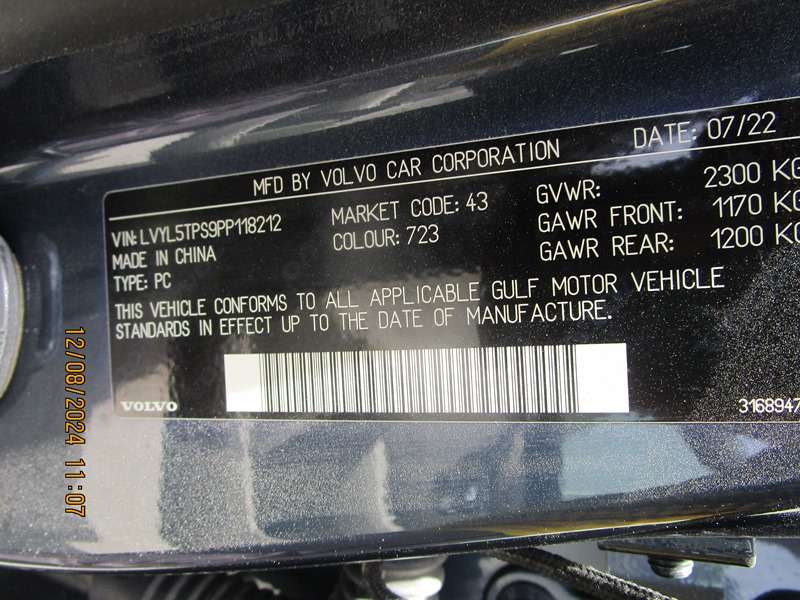 MFD BY VOLVO CAR CORPORATION DATE: 07/22
VIN: LVYL5TPS9PP118212 MARKET CODE: 43 GVWR: 2300 KG
MADE IN CHINA COLOUR: 723 GAWR FRONT: 1170 KG
TYPE: PC GAWR REAR: 1200 KG
THIS VEHICLE CONFORMS TO ALL APPLICABLE GULF MOTOR VEHICLE
STANDARDS IN EFFECT UP TO THE DATE OF MANUFACTURE.
VOLVO 3168947
12/08/2024 11:07